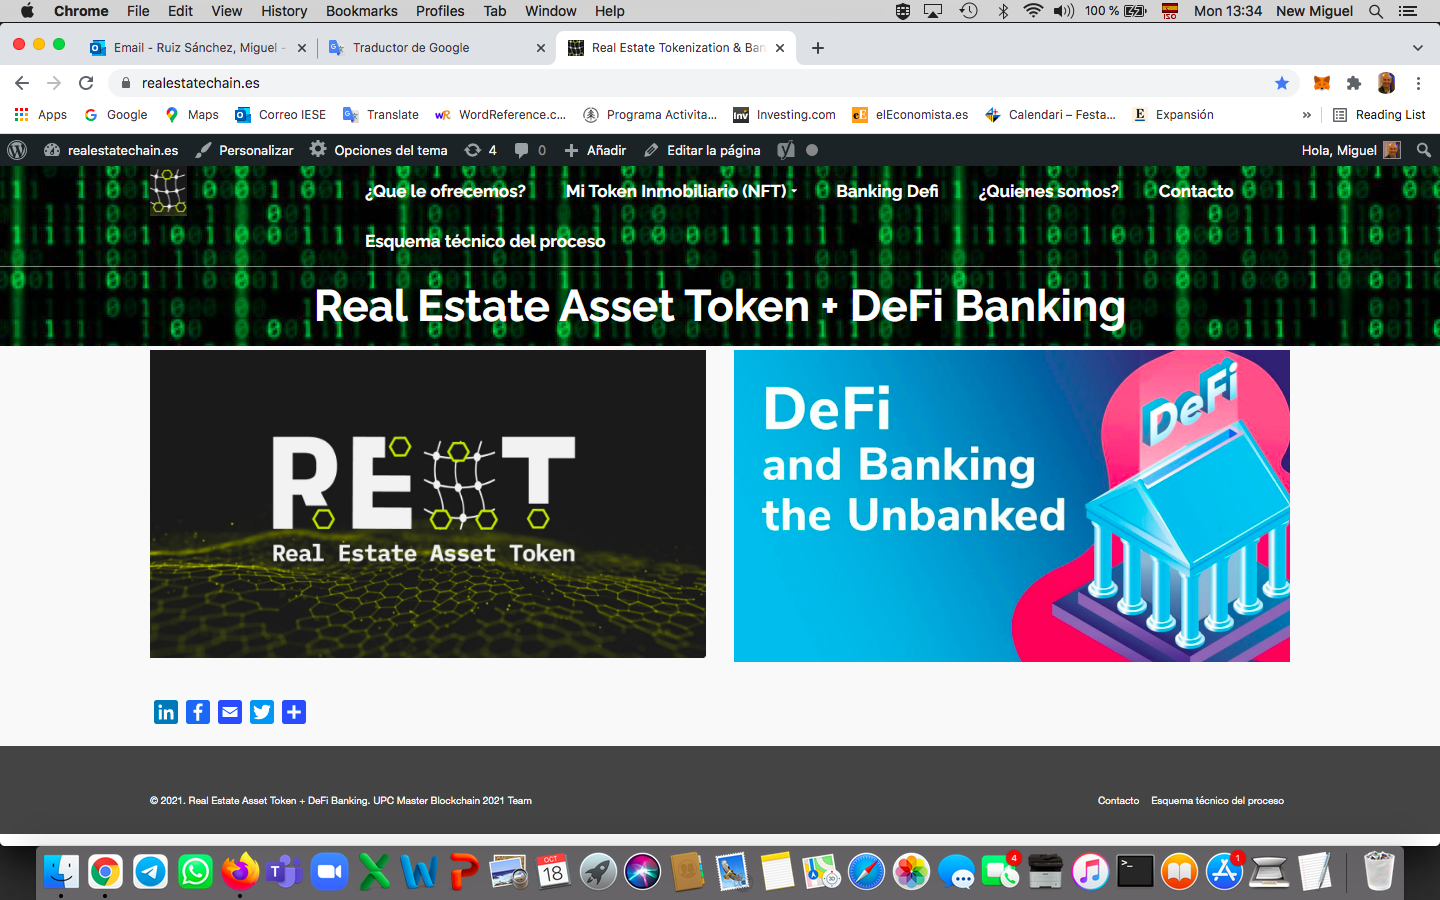 Chrome File Edit View History Bookmarks Profiles Tab Window Help 100 % ISO Mon 13:34 New Miguel
Email - Ruiz Sánchez, Miguel - Traductor de Google Real Estate Tokenization & Ban
realestatechain.es
Apps Google Maps Correo IESE Translate WordReference.c... Programa Activita... Investing.com elEconomista.es Calendari – Festa... Expansión » Reading List
realestatechain.es Personalizar Opciones del tema 4 0 Añadir Editar la página Hola, Miguel
¿Que le ofrecemos? Mi Token Inmobiliario (NFT) Banking Defi ¿Quienes somos? Contacto
Esquema técnico del proceso
Real Estate Asset Token + DeFi Banking
RE T
Real Estate Asset Token
DeFi
and Banking
the Unbanked
DeFi
© 2021. Real Estate Asset Token + DeFi Banking. UPC Master Blockchain 2021 Team
Contacto Esquema técnico del proceso
OCT
18
4
1